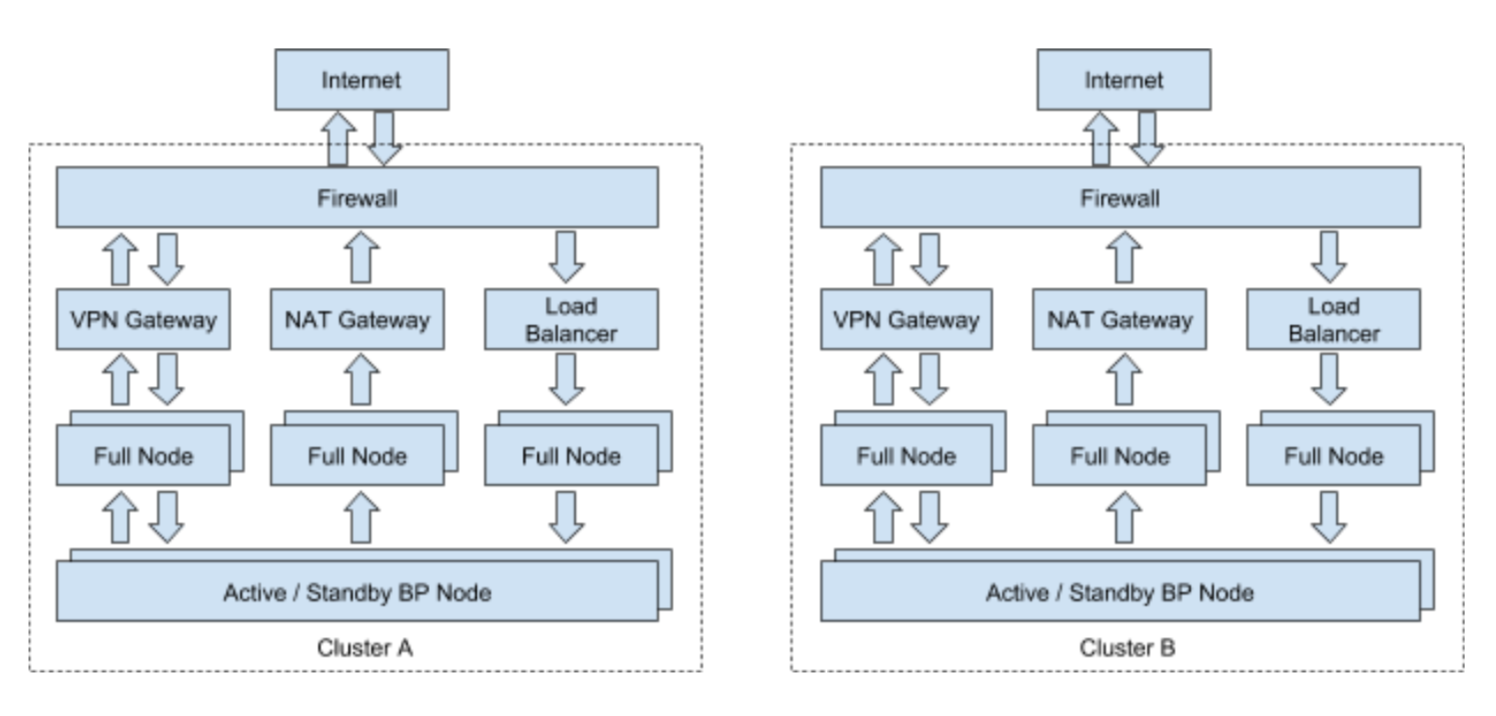 Internet
Firewall
VPN Gateway
NAT Gateway
Load
Balancer
Full Node
Full Node
Full Node
Active / Standby BP Node
Cluster A
Internet
Firewall
VPN Gateway
NAT Gateway
Load
Balancer
Full Node
Full Node
Full Node
Active / Standby BP Node
Cluster B